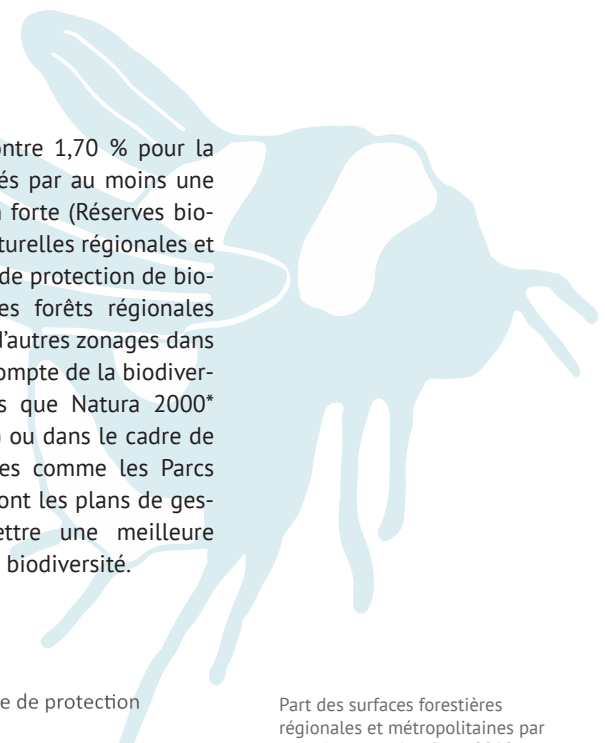 ontre 1,70 % pour la
és par au moins une
n forte (Réserves bio-
turelles régionales et
de protection de bio-
es forêts régionales
d'autres zonages dans
ompte de la biodiver-
s que Natura 2000*
) ou dans le cadre de
es comme les Parcs
ont les plans de ges-
ettre une meilleure
biodiversité.
e de protection
Part des surfaces forestières
régionales et métropolitaines par